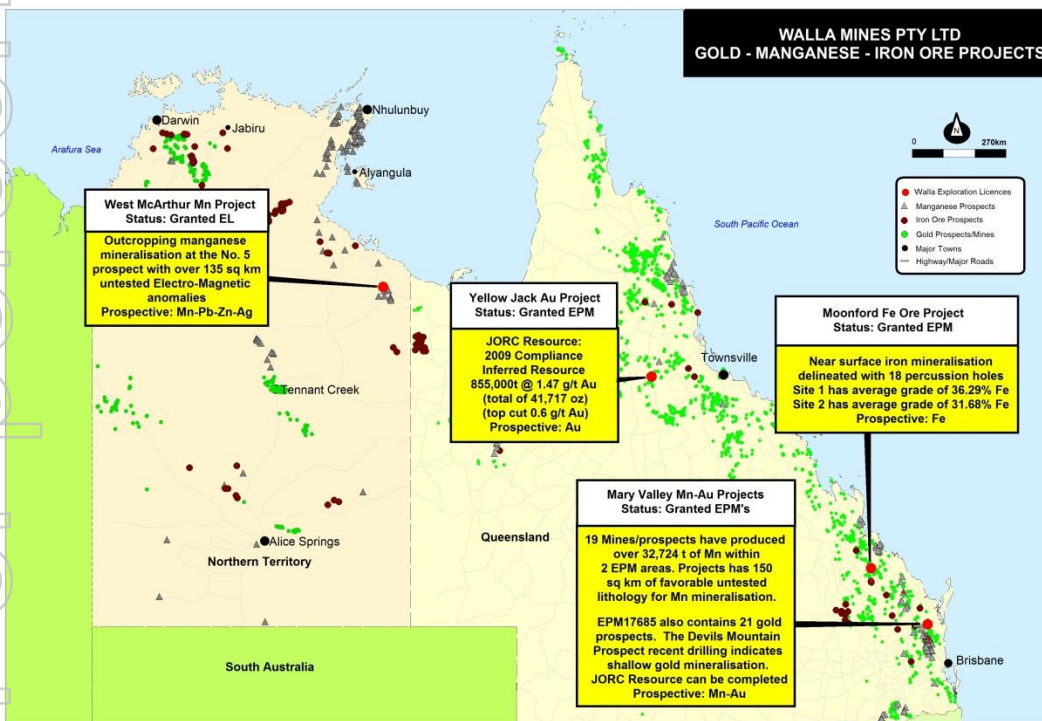 WALLA MINES PTY LTD
GOLD - MANGANESE - IRON ORE PROJECTS
N
0 270km
Walla Exploration Licences
Manganese Prospects
Iron Ore Prospects
Gold Prospects/Mines
Major Towns
Highway/Major Roads
Arafura Sea
South Pacific Ocean
Darwin
Jabiru
Nhulunbuy
Alyangula
West McArthur Mn Project
Status: Granted EL
Outcropping manganese
mineralisation at the No. 5
prospect with over 135 sq km
untested Electro-Magnetic
anomalies
Prospective: Mn-Pb-Zn-Ag
Yellow Jack Au Project
Status: Granted EPM
JORC Resource:
2009 Compliance
Inferred Resource
855,000t @ 1.47 g/t Au
(total of 41,717 oz)
(top cut 0.6 g/t Au)
Prospective: Au
Townsville
Moonford Fe Ore Project
Status: Granted EPM
Near surface iron mineralisation
delineated with 18 percussion holes
Site 1 has average grade of 36.29% Fe
Site 2 has average grade of 31.68% Fe
Prospective: Fe
Tennant Creek
Mary Valley Mn-Au Projects
Status: Granted EPM's
19 Mines/prospects have produced
over 32,724 t of Mn within
2 EPM areas. Projects has 150
sq km of favorable untested
lithology for Mn mineralisation.
EPM17685 also contains 21 gold
prospects. The Devils Mountain
Prospect recent drilling indicates
shallow gold mineralisation.
JORC Resource can be completed
Prospective: Mn-Au
Alice Springs
Northern Territory
Queensland
South Australia
Brisbane